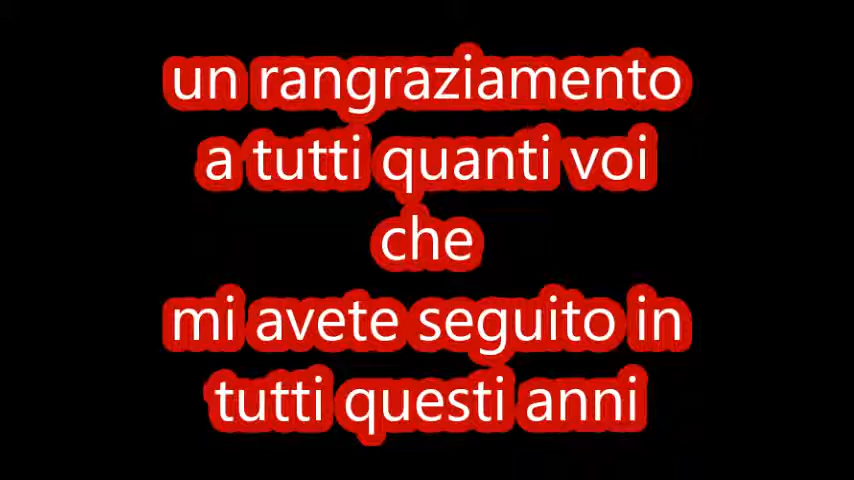 un rangraziamento
a tutti quanti voi
che
mi avete seguito in
tutti questi anni